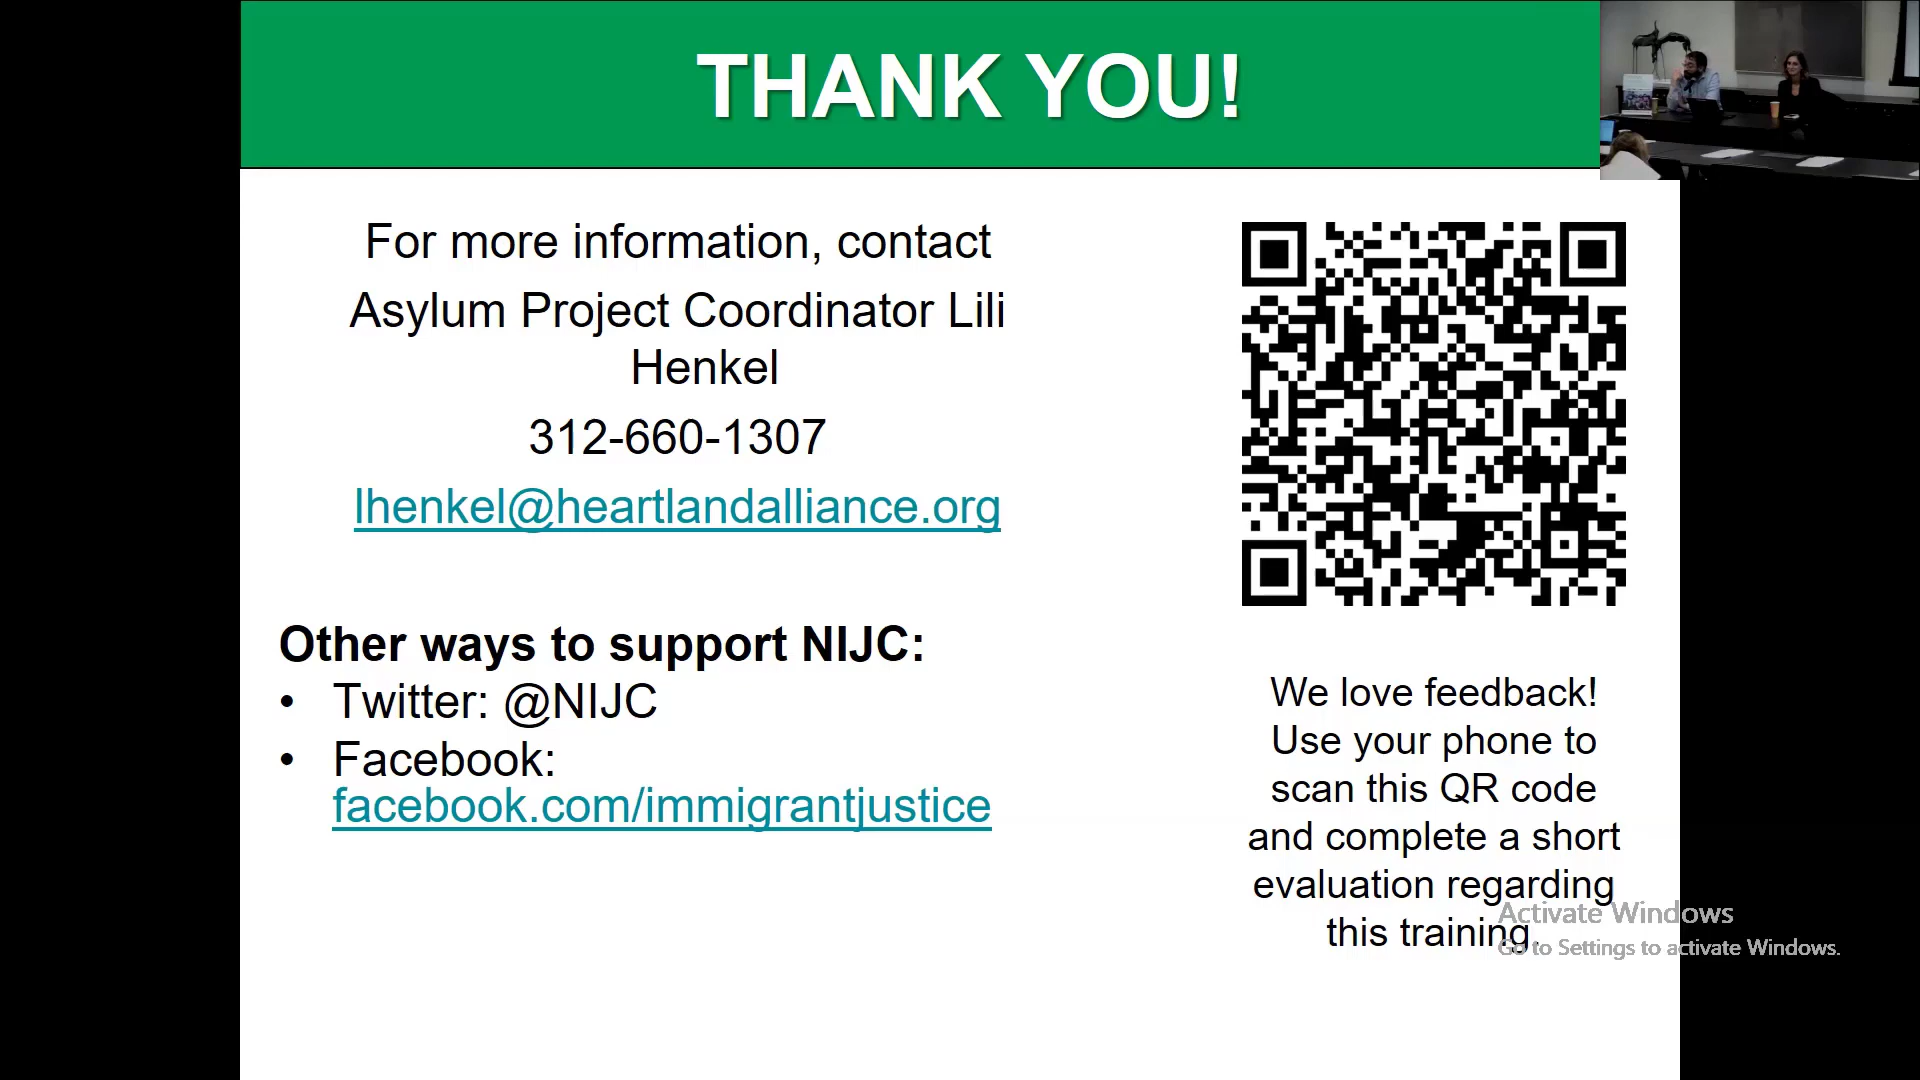 THANK YOU!
For more information, contact
Asylum Project Coordinator Lili
Henkel
312-660-1307
lhenkel@heartlandalliance.org
Other ways to support NIJC:
• Twitter: @NIJC
• Facebook:
facebook.com/immigrantjustice
We love feedback!
Use your phone to
scan this QR code
and complete a short
evaluation regarding
this training.
Activate Windows
Go to Settings to activate Windows.